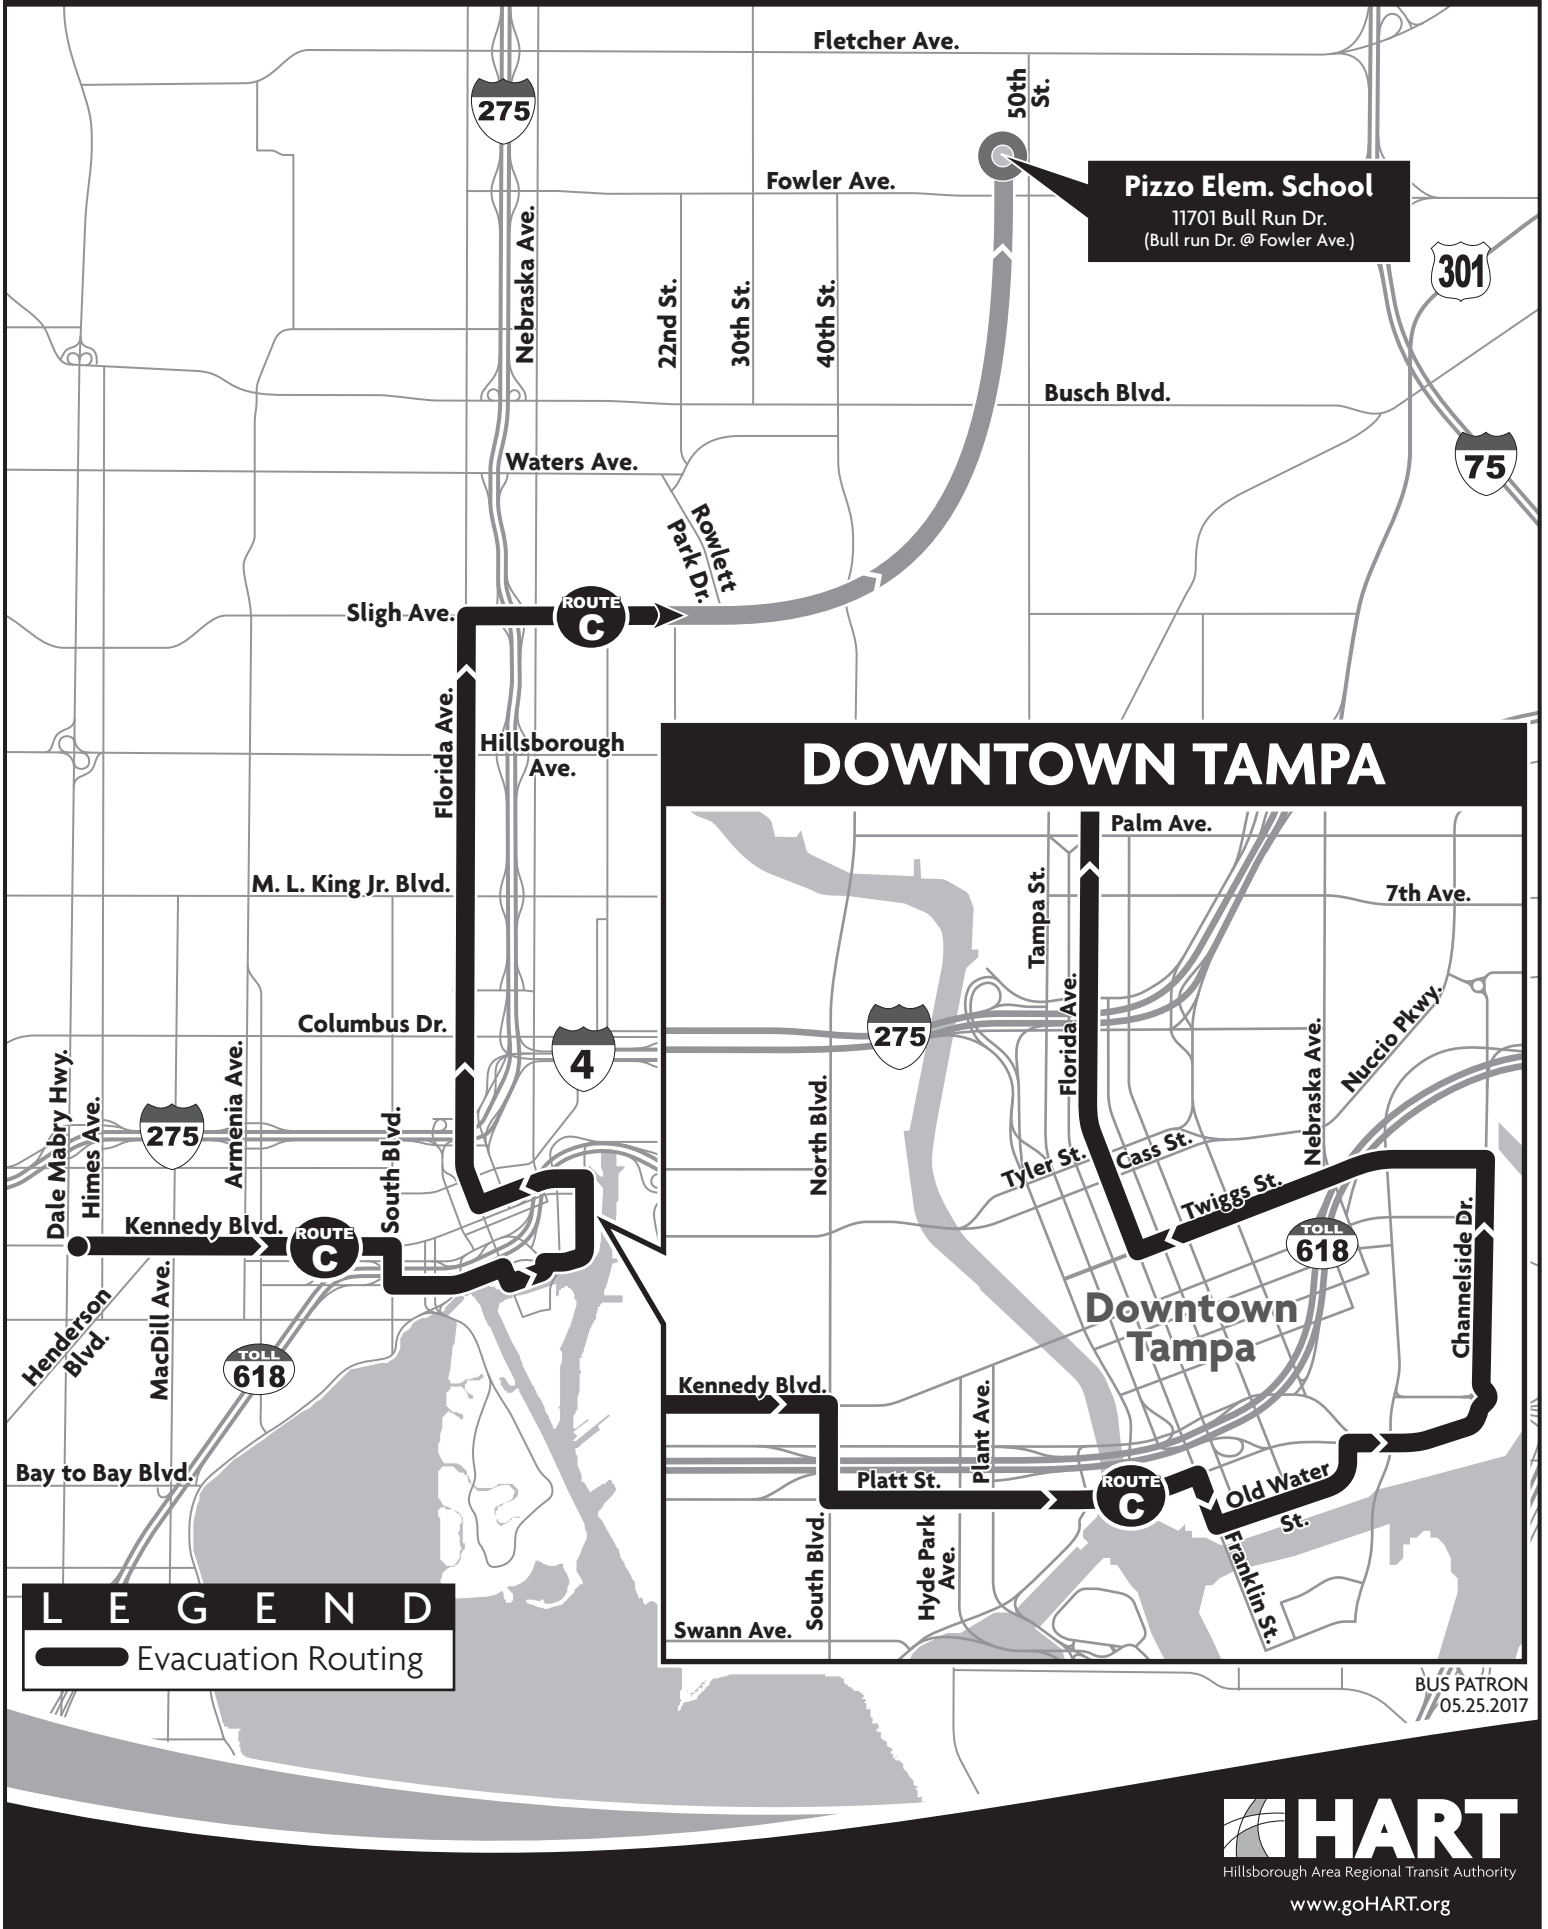 Fletcher Ave.
50th
St.
275
Pizzo Elem. School
11701 Bull Run Dr.
(Bull run Dr. @ Fowler Ave.)
Fowler Ave.
Nebraska Ave.
301
22nd St.
30th St.
40th St.
Busch Blvd.
Waters Ave.
75
Rowlett
Park Dr.
Sligh Ave.
ROUTE
C
Florida Ave.
Hillsborough
Ave.
M. L. King Jr. Blvd.
Columbus Dr.
4
Dale Mabry Hwy.
Himes Ave.
275
Armenia Ave.
South Blvd.
Kennedy Blvd.
ROUTE
C
Henderson
Blvd.
MacDill Ave.
TOLL
618
Bay to Bay Blvd.
DOWNTOWN TAMPA
Palm Ave.
Tampa St.
7th Ave.
Florida Ave.
275
Nuccio Pkwy.
Nebraska Ave.
North Blvd.
Tyler St.
Cass St.
Twiggs St.
TOLL
618
Channelside Dr.
Downtown
Tampa
Kennedy Blvd.
Plant Ave.
Platt St.
ROUTE
C
Old Water
St.
South Blvd.
Hyde Park
Ave.
Franklin St.
Swann Ave.
LEGEND
Evacuation Routing
BUS PATRON
05.25.2017
HART
Hillsborough Area Regional Transit Authority
www.goHART.org